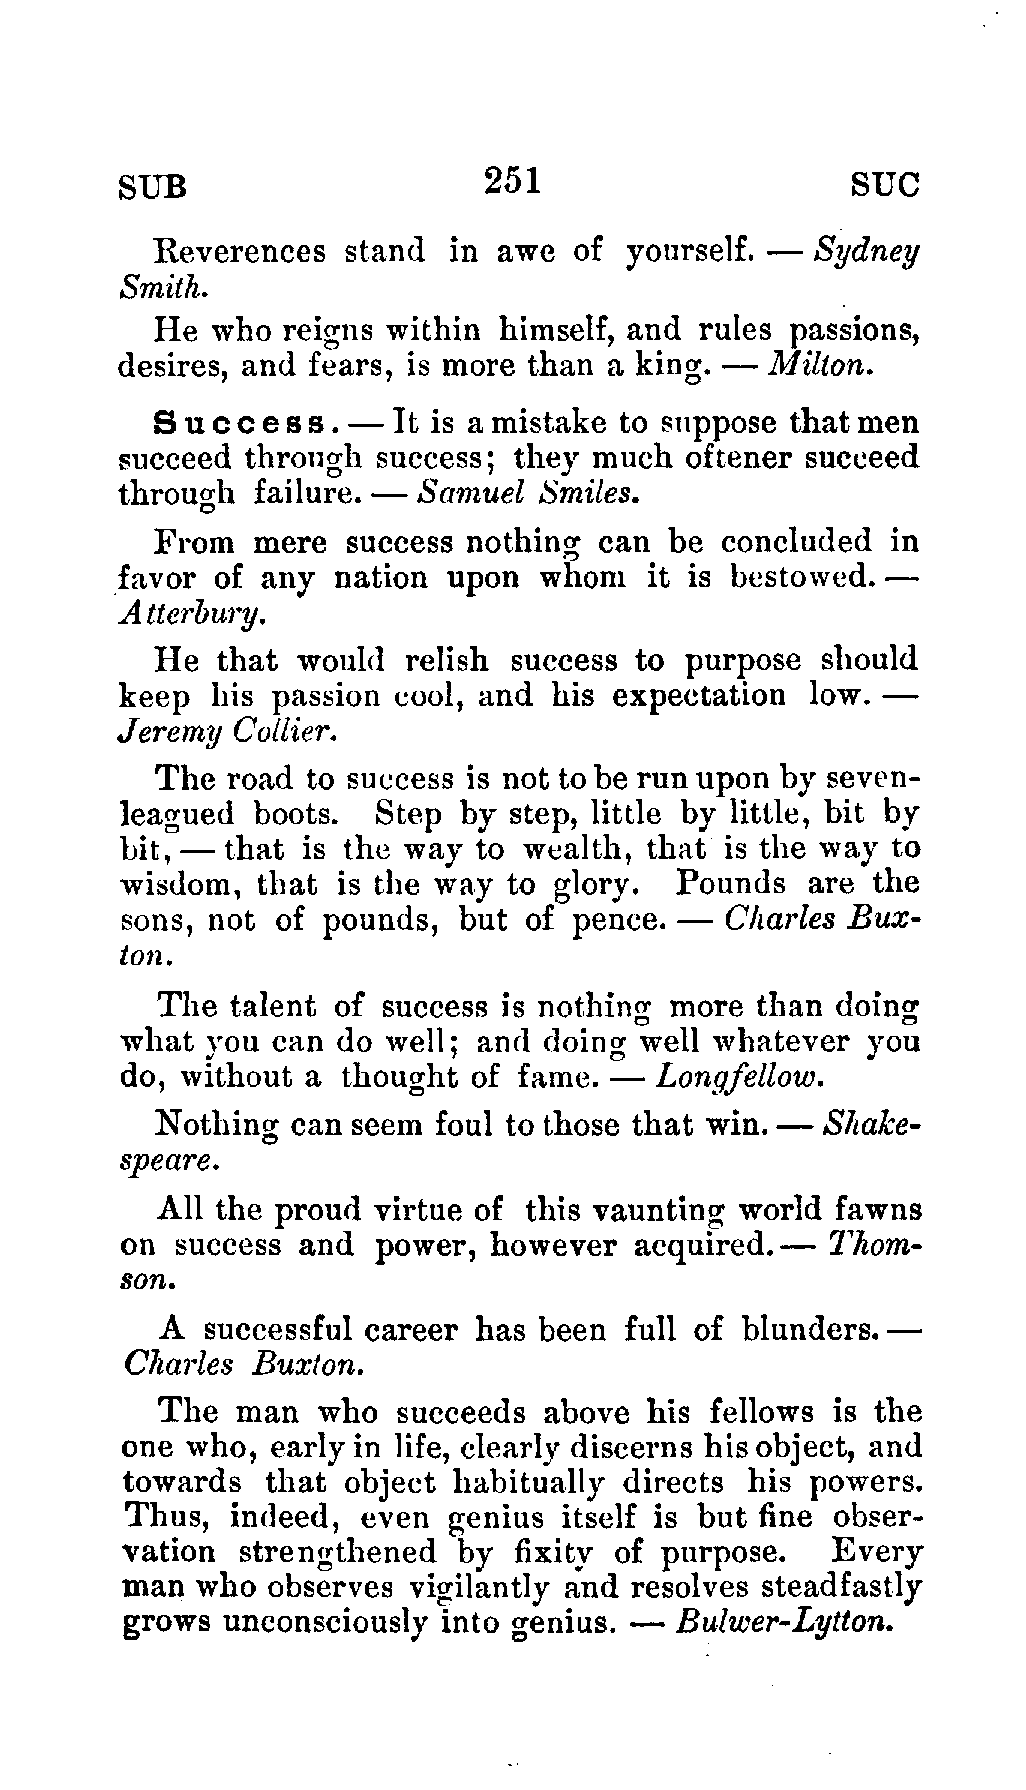 SUB 251 SUC
Reverences stand in awe of yourself. — Sydney
Smith.
He who reigns within himself, and rules passions,
desires, and fears, is more than a king. — Milton.
Success. — It is a mistake to suppose that men
succeed through success; they much oftener succeed
through failure. — Samuel Smiles.
From mere success nothing can be concluded in
favor of any nation upon whom it is bestowed. —
Atterbury.
He that would relish success to purpose should
keep his passion cool, and his expectation low. —
Jeremy Collier.
The road to success is not to be run upon by seven-
leagued boots. Step by step, little by little, bit by
bit, — that is the way to wealth, that is the way to
wisdom, that is the way to glory. Pounds are the
sons, not of pounds, but of pence. — Charles Bux-
ton.
The talent of success is nothing more than doing
what you can do well; and doing well whatever you
do, without a thought of fame. — Longfellow.
Nothing can seem foul to those that win. — Shake-
speare.
All the proud virtue of this vaunting world fawns
on success and power, however acquired. — Thom-
son.
A successful career has been full of blunders. —
Charles Buxton.
The man who succeeds above his fellows is the
one who, early in life, clearly discerns his object, and
towards that object habitually directs his powers.
Thus, indeed, even genius itself is but fine obser-
vation strengthened by fixity of purpose. Every
man who observes vigilantly and resolves steadfastly
grows unconsciously into genius. — Bulwer-Lytton.